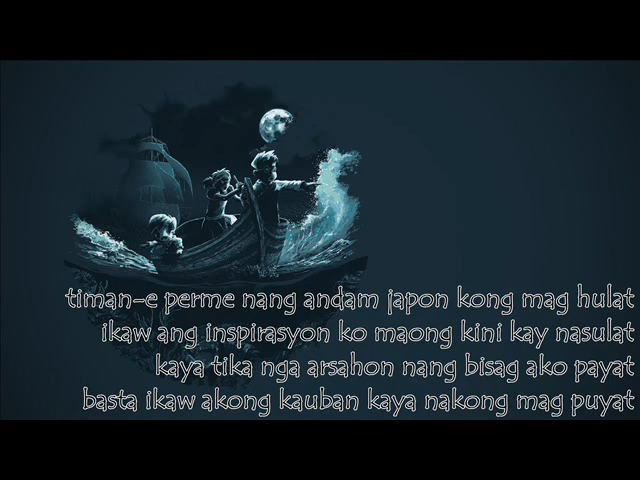 timan-e perme nang andam japon kong mag hulat
ikaw ang inspirasyon ko maong kini kay nasulat
kaya tika nga arsahon nang bisag ako payat
basta ikaw akong kauban kaya nakong mag puyat